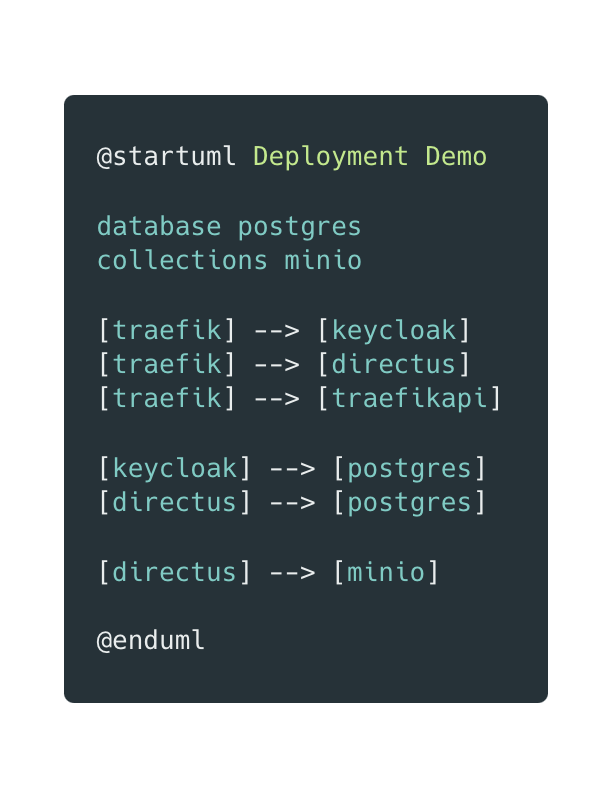 @startuml Deployment Demo
database postgres
collections minio
[traefik] --> [keycloak]
[traefik] --> [directus]
[traefik] --> [traefikapi]
[keycloak] --> [postgres]
[directus] --> [postgres]
[directus] --> [minio]
@enduml